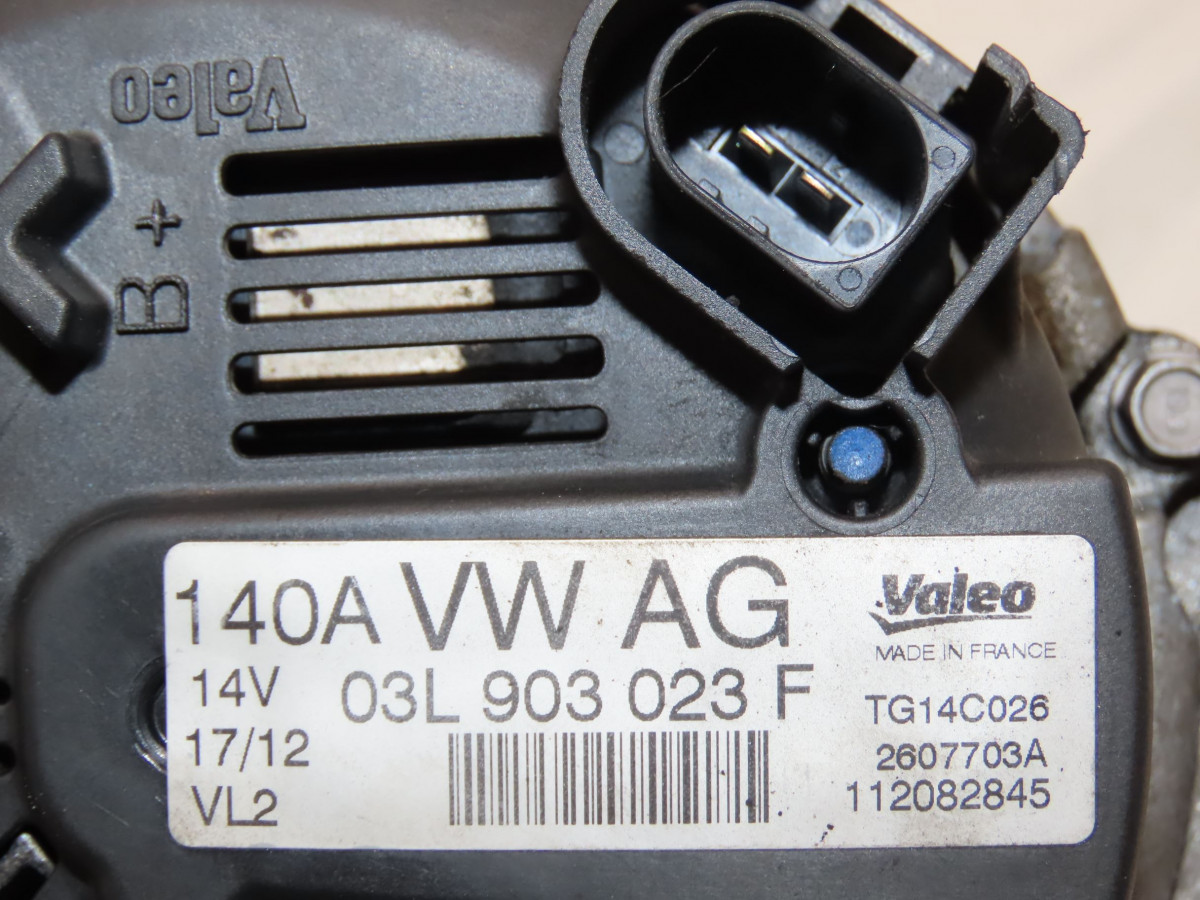 Valeo
B+
140A VW AG
14V 03L 903 023 F
17/12
VL2
Valeo
MADE IN FRANCE
TG14C026
2607703A
112082845